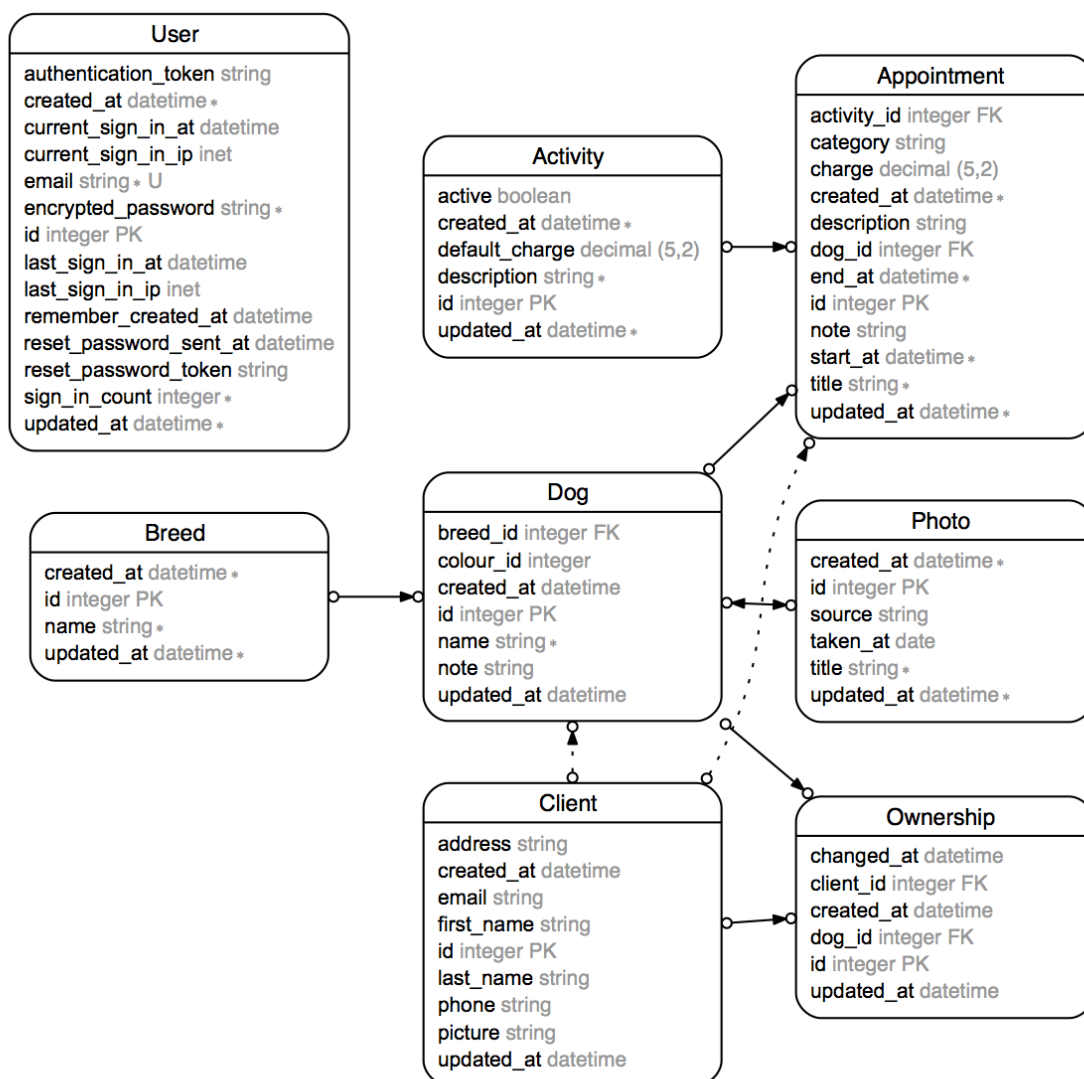 User
authentication_token string
created_at datetime *
current_sign_in_at datetime
current_sign_in_ip inet
email string * U
encrypted_password string *
id integer PK
last_sign_in_at datetime
last_sign_in_ip inet
remember_created_at datetime
reset_password_sent_at datetime
reset_password_token string
sign_in_count integer *
updated_at datetime *
Activity
active boolean
created_at datetime *
default_charge decimal (5,2)
description string *
id integer PK
updated_at datetime *
Appointment
activity_id integer FK
category string
charge decimal (5,2)
created_at datetime *
description string
dog_id integer FK
end_at datetime *
id integer PK
note string
start_at datetime *
title string *
updated_at datetime *
Breed
created_at datetime *
id integer PK
name string *
updated_at datetime *
Dog
breed_id integer FK
colour_id integer
created_at datetime
id integer PK
name string *
note string
updated_at datetime
Photo
created_at datetime *
id integer PK
source string
taken_at date
title string *
updated_at datetime *
Client
address string
created_at datetime
email string
first_name string
id integer PK
last_name string
phone string
picture string
updated_at datetime
Ownership
changed_at datetime
client_id integer FK
created_at datetime
dog_id integer FK
id integer PK
updated_at datetime